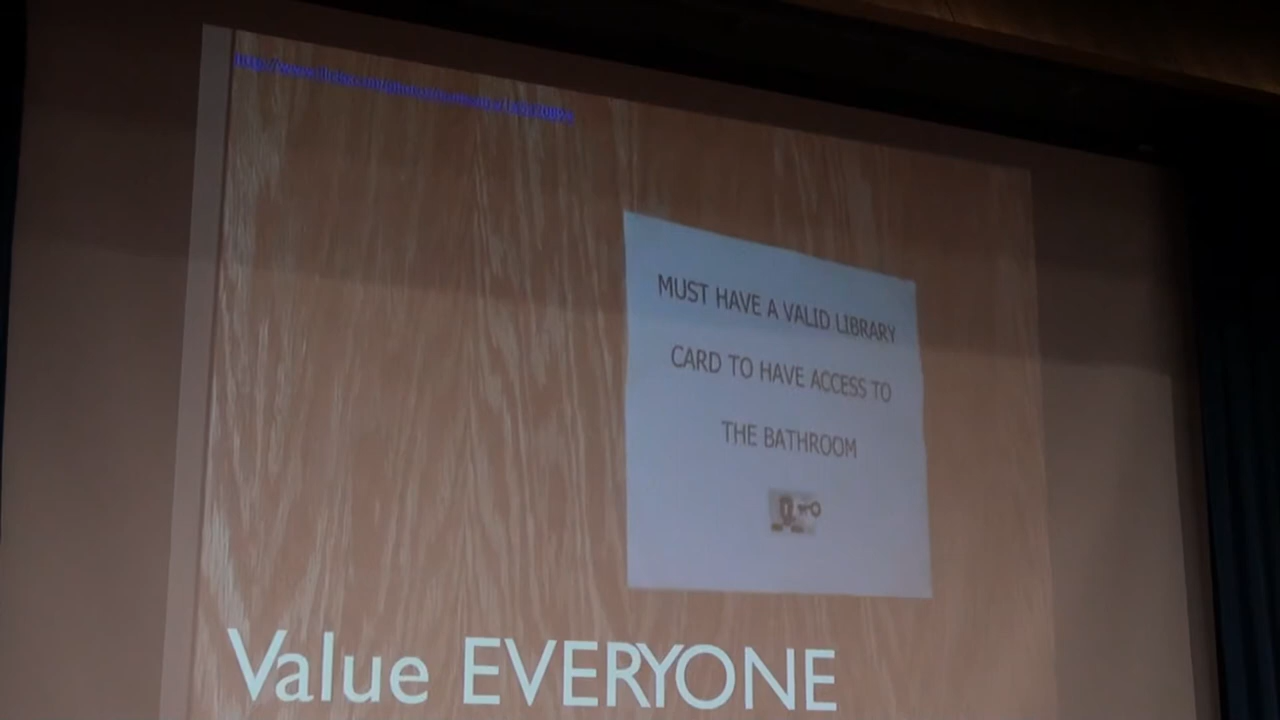 MUST HAVE A VALID LIBRARY
CARD TO HAVE ACCESS TO
THE BATHROOM
Value EVERYONE